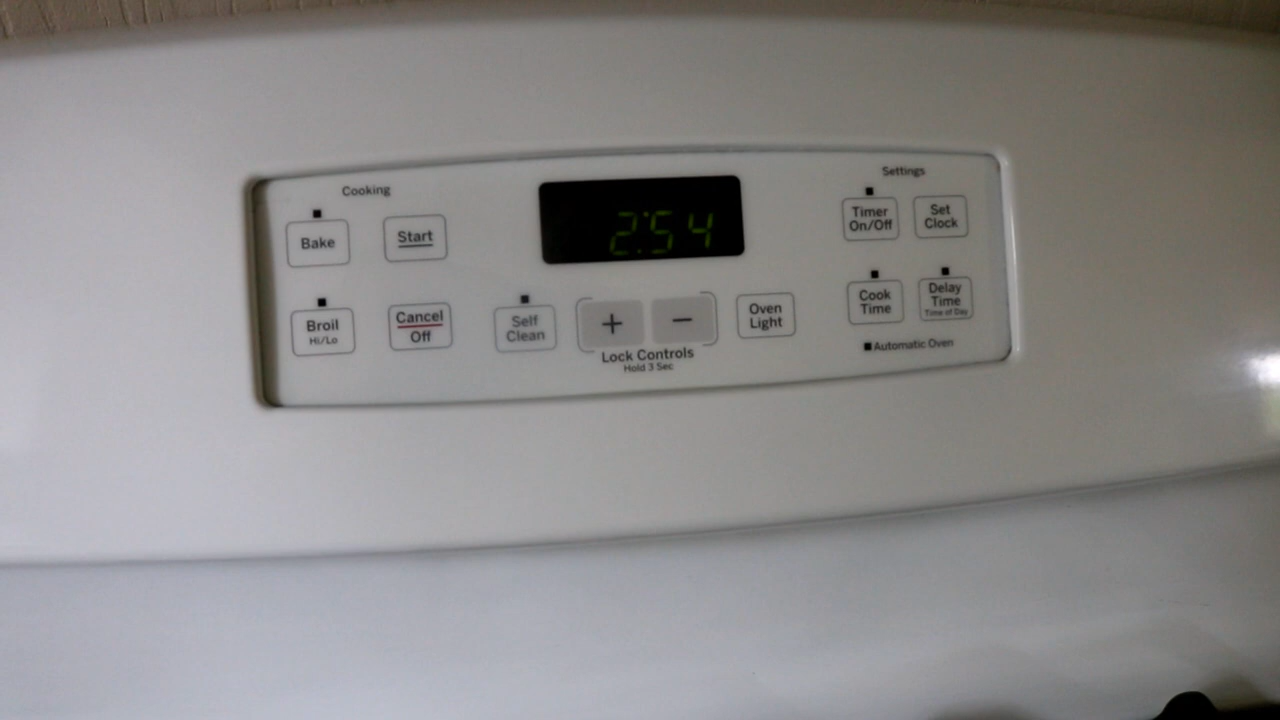 Cooking
Bake
Start
Broil
Hi/Lo
Cancel
Off
Self
Clean
2:54
+
−
Lock Controls
Hold 3 Sec
Oven
Light
Settings
Timer
On/Off
Set
Clock
Cook
Time
Delay
Time
Time of Day
Automatic Oven